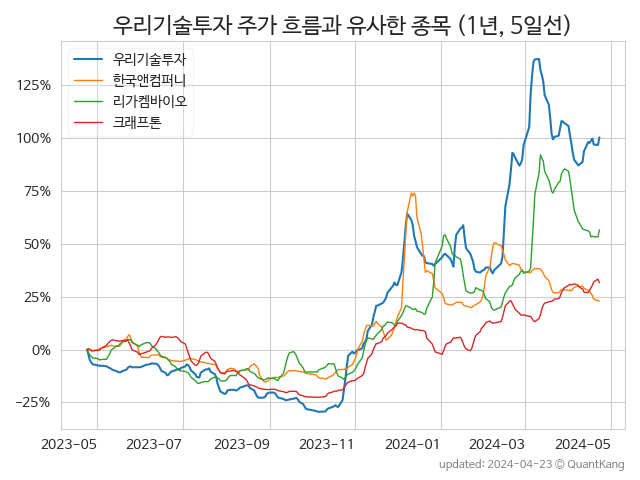 우리기술투자 주가 흐름과 유사한 종목 (1년, 5일선)
우리기술투자
한국앤컴퍼니
리가켐바이오
크래프톤
125%
100%
75%
50%
25%
0%
−25%
2023-05
2023-07
2023-09
2023-11
2024-01
2024-03
2024-05
updated: 2024-04-23 © QuantKang